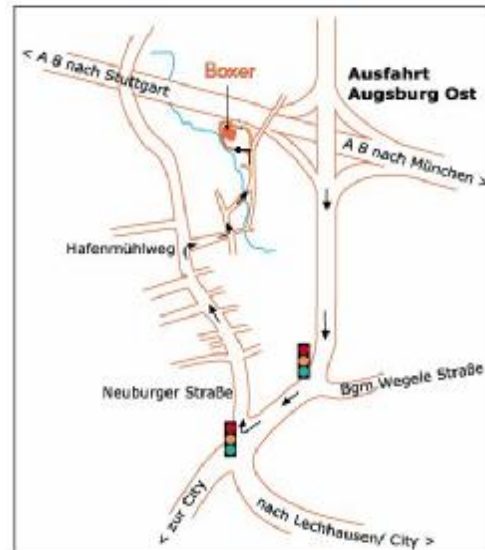 < A 8 nach Stuttgart
Boxer
Ausfahrt
Augsburg Ost
A 8 nach München >
Hafenmühlweg
Neuburger Straße
Bgm Wegele Straße
< zur City
nach Lechhausen/ City >